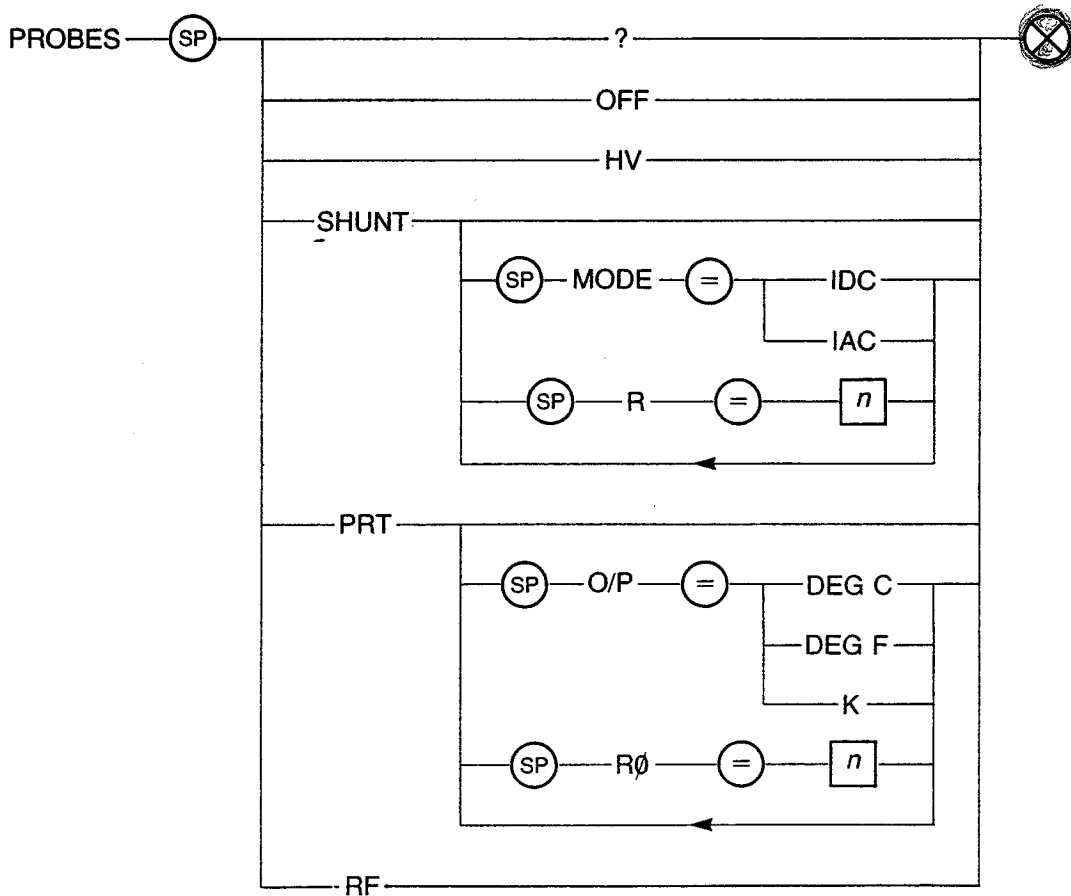 PROBES SP ?
OFF
HV
SHUNT
SP MODE = IDC
IAC
SP R = n
PRT
SP O/P = DEG C
DEG F
K
SP RØ = n
RF